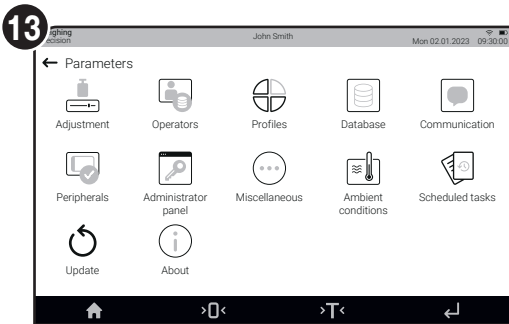 13
John Smith
Mon 02.01.2023 09:30:00
← Parameters
Adjustment Operators Profiles Database Communication
Peripherals Administrator panel Miscellaneous Ambient conditions Scheduled tasks
Update About
>0< >T<